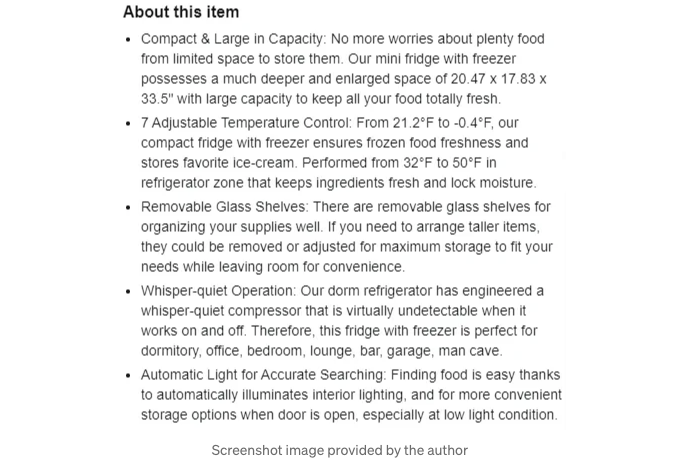 About this item
• Compact & Large in Capacity: No more worries about plenty food
from limited space to store them. Our mini fridge with freezer
possesses a much deeper and enlarged space of 20.47 x 17.83 x
33.5" with large capacity to keep all your food totally fresh.
• 7 Adjustable Temperature Control: From 21.2°F to -0.4°F, our
compact fridge with freezer ensures frozen food freshness and
stores favorite ice-cream. Performed from 32°F to 50°F in
refrigerator zone that keeps ingredients fresh and lock moisture.
• Removable Glass Shelves: There are removable glass shelves for
organizing your supplies well. If you need to arrange taller items,
they could be removed or adjusted for maximum storage to fit your
needs while leaving room for convenience.
• Whisper-quiet Operation: Our dorm refrigerator has engineered a
whisper-quiet compressor that is virtually undetectable when it
works on and off. Therefore, this fridge with freezer is perfect for
dormitory, office, bedroom, lounge, bar, garage, man cave.
• Automatic Light for Accurate Searching: Finding food is easy thanks
to automatically illuminates interior lighting, and for more convenient
storage options when door is open, especially at low light condition.
Screenshot image provided by the author